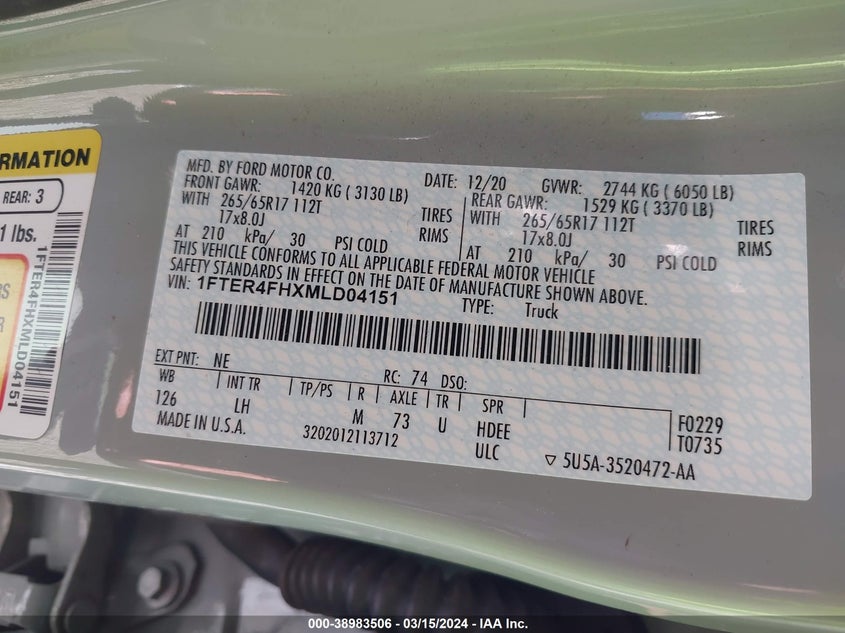 RMATION
REAR: 3
1 lbs.
RS
R
1FTER4FHXMLD04151
MFD. BY FORD MOTOR CO. DATE: 12/20 GVWR: 2744 KG ( 6050 LB)
FRONT GAWR: 1420 KG ( 3130 LB) REAR GAWR: 1529 KG ( 3370 LB)
WITH 265/65R17 112T TIRES WITH 265/65R17 112T TIRES
17x8.0J RIMS 17x8.0J RIMS
AT 210 kPa/ 30 PSI COLD AT 210 kPa/ 30 PSI COLD
THIS VEHICLE CONFORMS TO ALL APPLICABLE FEDERAL MOTOR VEHICLE
SAFETY STANDARDS IN EFFECT ON THE DATE OF MANUFACTURE SHOWN ABOVE.
VIN: 1FTER4FHXMLD04151 TYPE: Truck
EXT PNT: NE RC: 74 DSO:
WB INT TR TP/PS R AXLE TR SPR
126 LH M 73 U HDEE F0229
MADE IN U.S.A. 3202012113712 ULC T0735
▽ 5U5A-3520472-AA
000-38983506 / 03/15/2024 - IAA Inc.